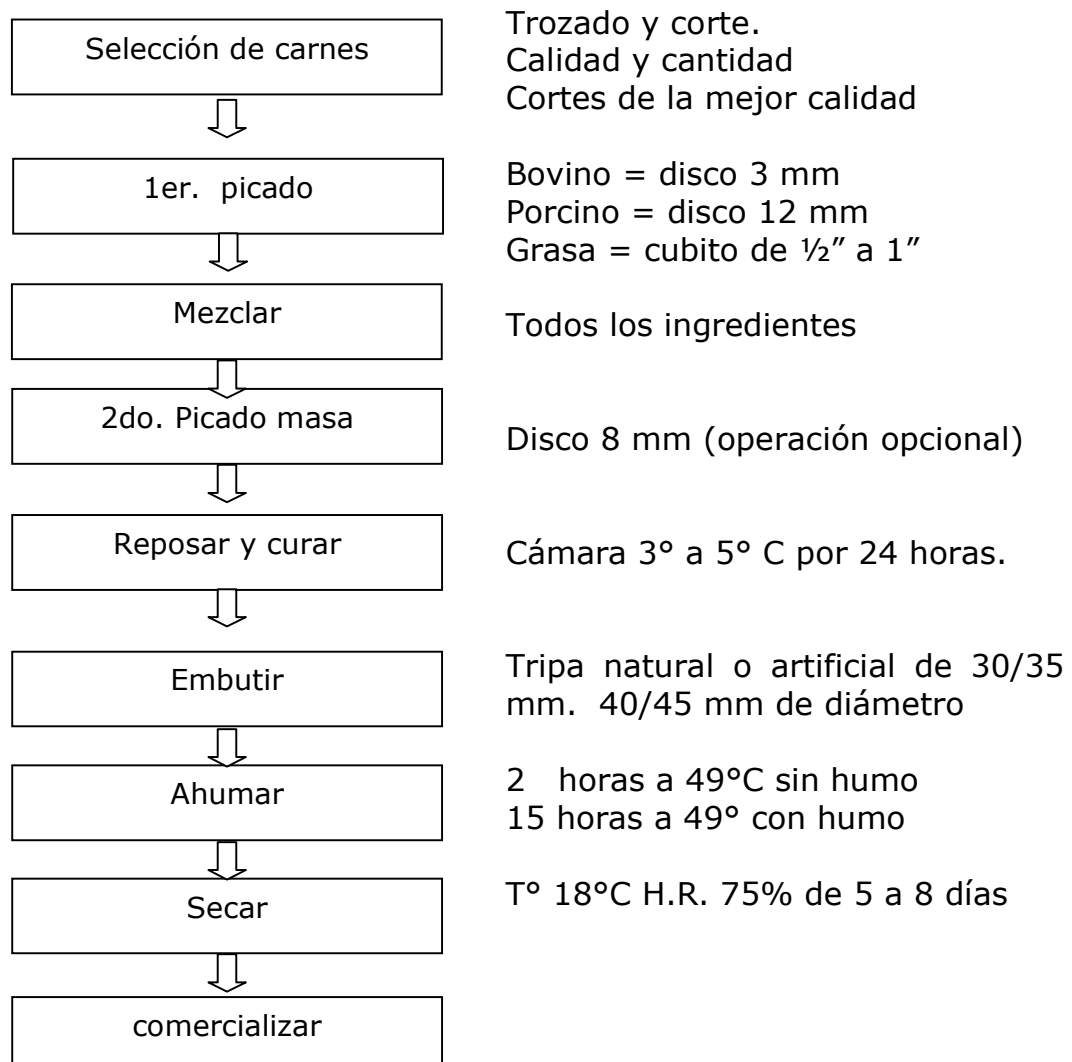 Selección de carnes
Trozado y corte.
Calidad y cantidad
Cortes de la mejor calidad
1er. picado
Bovino = disco 3 mm
Porcino = disco 12 mm
Grasa = cubito de ½” a 1”
Mezclar
Todos los ingredientes
2do. Picado masa
Disco 8 mm (operación opcional)
Reposar y curar
Cámara 3° a 5° C por 24 horas.
Embutir
Tripa natural o artificial de 30/35
mm. 40/45 mm de diámetro
Ahumar
2 horas a 49°C sin humo
15 horas a 49° con humo
Secar
T° 18°C H.R. 75% de 5 a 8 días
comercializar